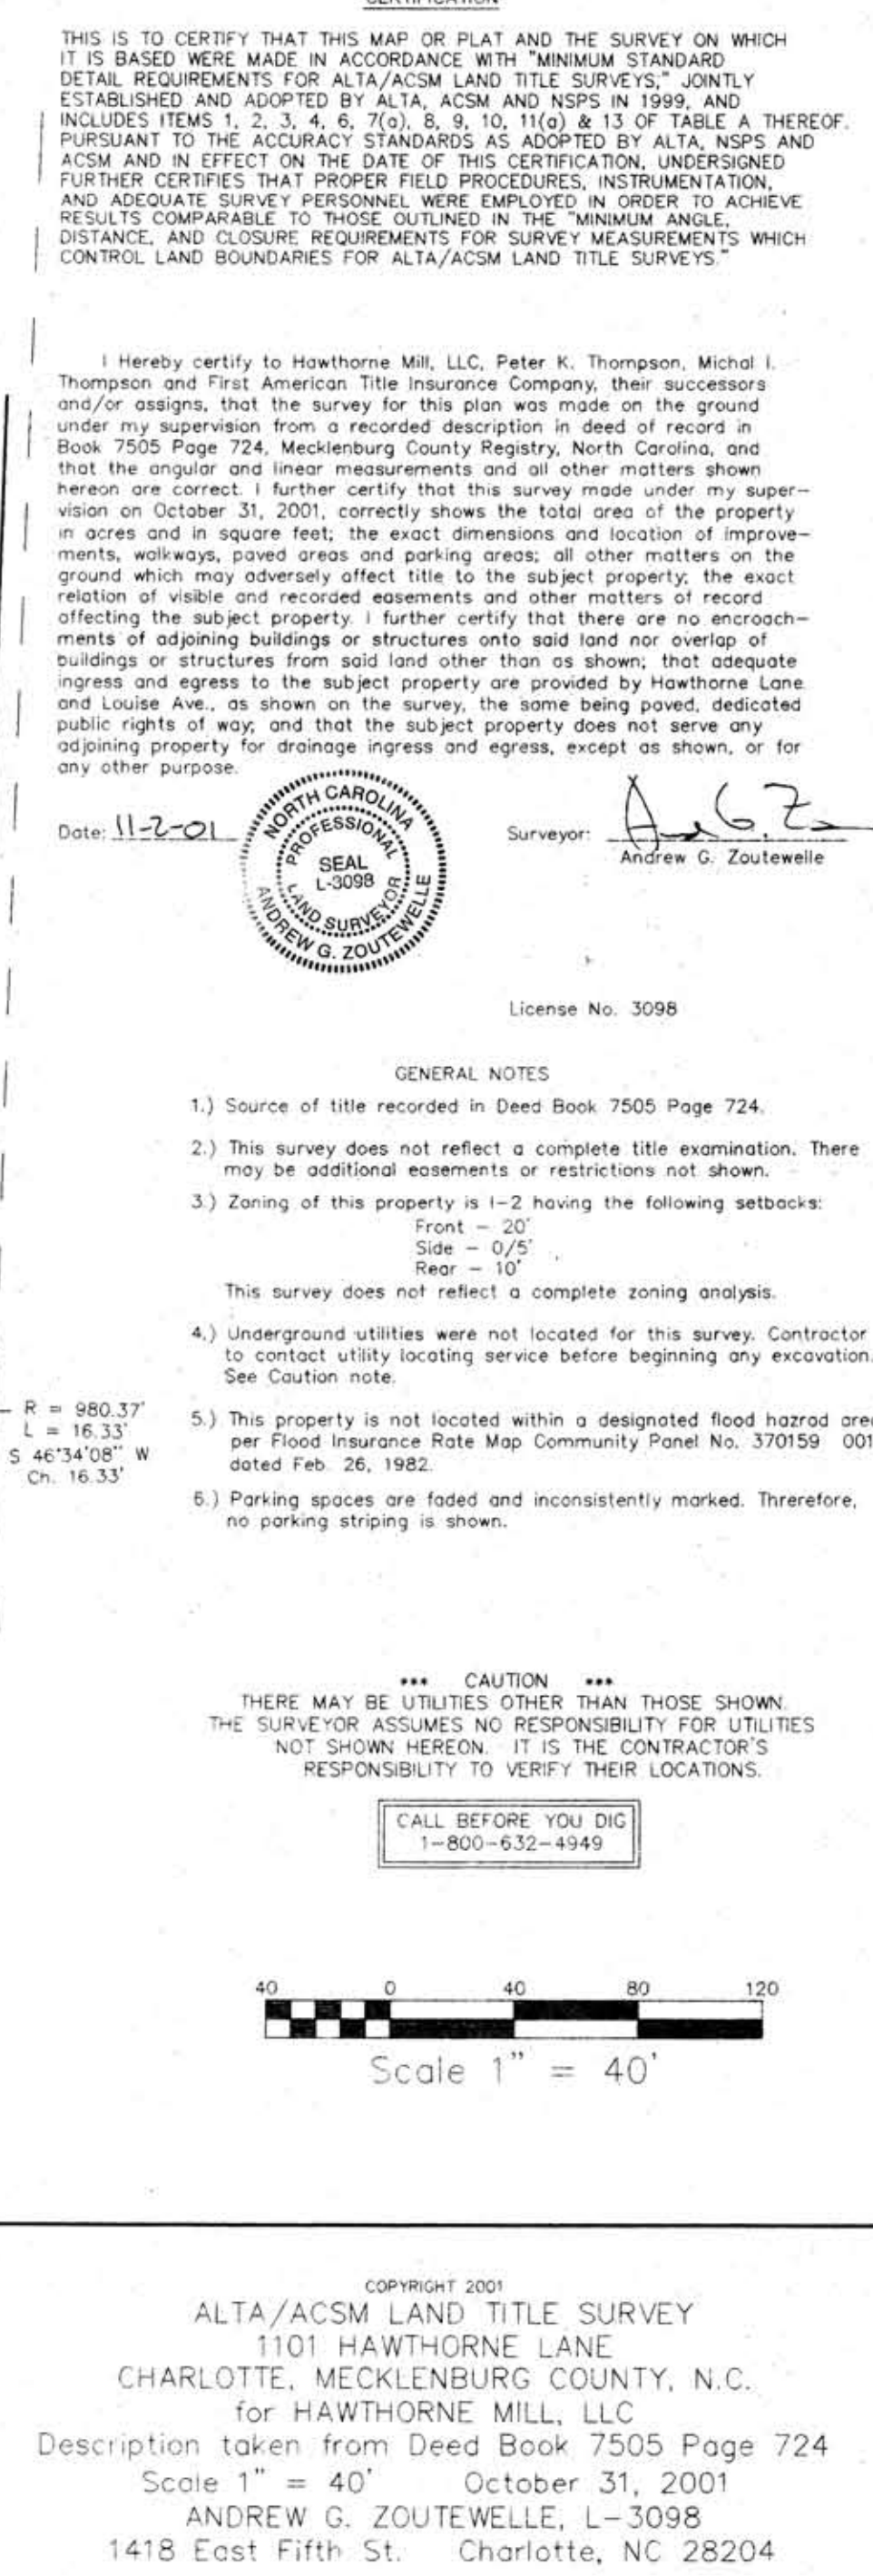 CERTIFICATION
THIS IS TO CERTIFY THAT THIS MAP OR PLAT AND THE SURVEY ON WHICH
IT IS BASED WERE MADE IN ACCORDANCE WITH "MINIMUM STANDARD
DETAIL REQUIREMENTS FOR ALTA/ACSM LAND TITLE SURVEYS," JOINTLY
ESTABLISHED AND ADOPTED BY ALTA, ACSM AND NSPS IN 1999, AND
INCLUDES ITEMS 1, 2, 3, 4, 6, 7(a), 8, 9, 10, 11(a) & 13 OF TABLE A THEREOF.
PURSUANT TO THE ACCURACY STANDARDS AS ADOPTED BY ALTA, NSPS AND
ACSM AND IN EFFECT ON THE DATE OF THIS CERTIFICATION, UNDERSIGNED
FURTHER CERTIFIES THAT PROPER FIELD PROCEDURES, INSTRUMENTATION,
AND ADEQUATE SURVEY PERSONNEL WERE EMPLOYED IN ORDER TO ACHIEVE
RESULTS COMPARABLE TO THOSE OUTLINED IN THE "MINIMUM ANGLE,
DISTANCE, AND CLOSURE REQUIREMENTS FOR SURVEY MEASUREMENTS WHICH
CONTROL LAND BOUNDARIES FOR ALTA/ACSM LAND TITLE SURVEYS."
I Hereby certify to Hawthorne Mill, LLC, Peter K. Thompson, Michal I.
Thompson and First American Title Insurance Company, their successors
and/or assigns, that the survey for this plan was made on the ground
under my supervision from a recorded description in deed of record in
Book 7505 Page 724, Mecklenburg County Registry, North Carolina, and
that the angular and linear measurements and all other matters shown
hereon are correct. I further certify that this survey made under my super-
vision on October 31, 2001, correctly shows the total area of the property
in acres and in square feet; the exact dimensions and location of improve-
ments, walkways, paved areas and parking areas; all other matters on the
ground which may adversely affect title to the subject property; the exact
relation of visible and recorded easements and other matters of record
affecting the subject property. I further certify that there are no encroach-
ments of adjoining buildings or structures onto said land nor overlap of
buildings or structures from said land other than as shown; that adequate
ingress and egress to the subject property are provided by Hawthorne Lane
and Louise Ave., as shown on the survey, the same being paved, dedicated
public rights of way; and that the subject property does not serve any
adjoining property for drainage ingress and egress, except as shown, or for
any other purpose.
Date: 11-2-01
NORTH CAROLINA
PROFESSIONAL
SEAL
L-3098
LAND SURVEYOR
ANDREW G. ZOUTEWELLE
Surveyor:
Andrew G. Zoutewelle
License No. 3098
GENERAL NOTES
1.) Source of title recorded in Deed Book 7505 Page 724.
2.) This survey does not reflect a complete title examination. There
may be additional easements or restrictions not shown.
3.) Zoning of this property is I-2 having the following setbacks:
Front - 20'
Side - 0/5'
Rear - 10'
This survey does not reflect a complete zoning analysis.
4.) Underground utilities were not located for this survey. Contractor
to contact utility locating service before beginning any excavation.
See Caution note.
R = 980.37'
L = 16.33'
S 46°34'08" W
Ch. 16.33'
5.) This property is not located within a designated flood hazrod area
per Flood Insurance Rate Map Community Panel No. 370159 001
dated Feb. 26, 1982.
6.) Parking spaces are faded and inconsistently marked. Threrefore,
no parking striping is shown.
*** CAUTION ***
THERE MAY BE UTILITIES OTHER THAN THOSE SHOWN.
THE SURVEYOR ASSUMES NO RESPONSIBILITY FOR UTILITIES
NOT SHOWN HEREON. IT IS THE CONTRACTOR'S
RESPONSIBILITY TO VERIFY THEIR LOCATIONS.
CALL BEFORE YOU DIG
1-800-632-4949
40 0 40 80 120
Scale 1" = 40'
COPYRIGHT 2001
ALTA/ACSM LAND TITLE SURVEY
1101 HAWTHORNE LANE
CHARLOTTE, MECKLENBURG COUNTY, N.C.
for HAWTHORNE MILL, LLC
Description taken from Deed Book 7505 Page 724
Scale 1" = 40' October 31, 2001
ANDREW G. ZOUTEWELLE, L-3098
1418 East Fifth St. Charlotte, NC 28204